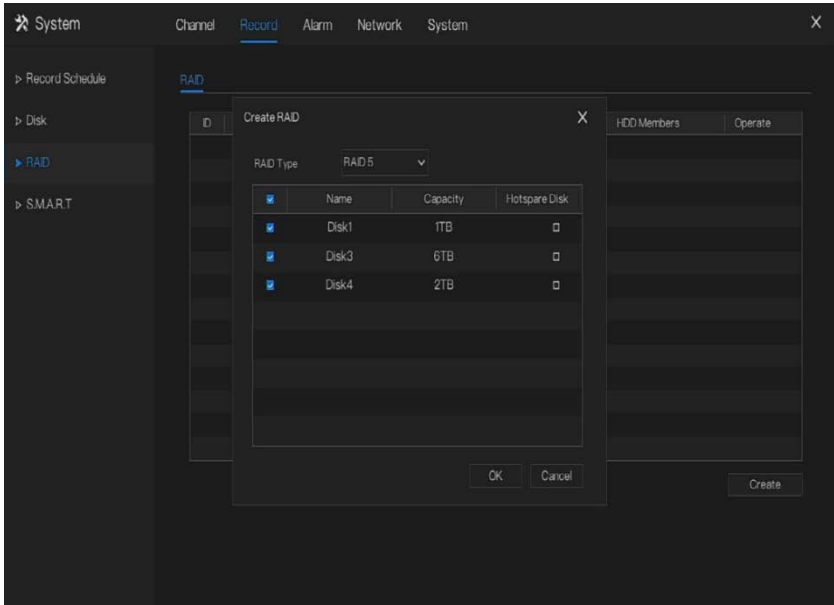 System
Channel Record Alarm Network System X
Record Schedule
Disk
RAID
S.M.A.R.T
RAID
ID HDD Members Operate
Create RAID X
RAID Type RAID 5
Name Capacity Hotspare Disk
Disk1 1TB
Disk3 6TB
Disk4 2TB
OK Cancel
Create